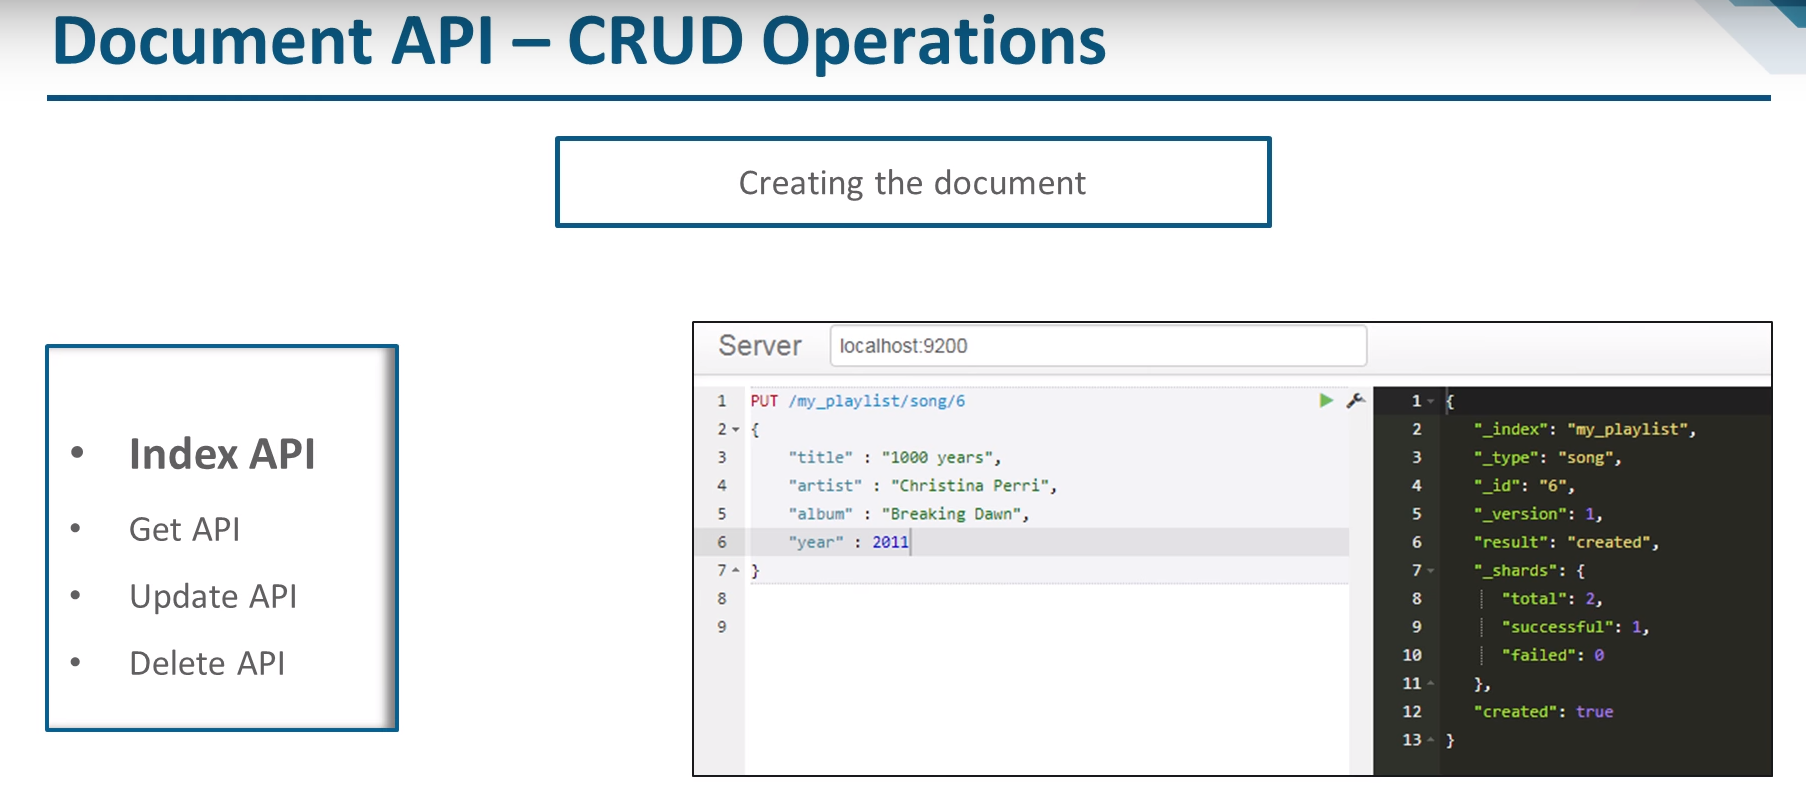 Document API – CRUD Operations
Creating the document
• Index API
• Get API
• Update API
• Delete API
Server localhost:9200
1 PUT /my_playlist/song/6
2 {
3 "title" : "1000 years",
4 "artist" : "Christina Perri",
5 "album" : "Breaking Dawn",
6 "year" : 2011
7 }
8
9
1 {
2 "_index": "my_playlist",
3 "_type": "song",
4 "_id": "6",
5 "_version": 1,
6 "result": "created",
7 "_shards": {
8 "total": 2,
9 "successful": 1,
10 "failed": 0
11 },
12 "created": true
13 }